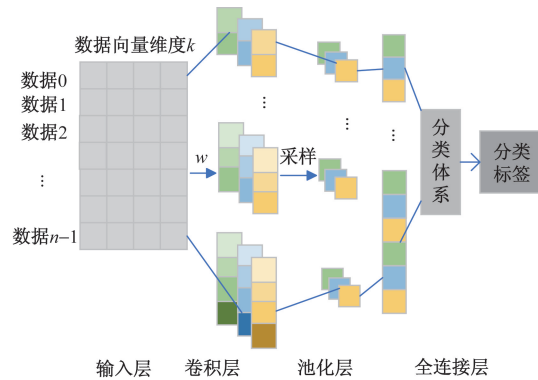 数据向量维度k
数据0
数据1
数据2
...
数据n-1
w
采样
...
...
...
分类体系
分类标签
输入层
卷积层
池化层
全连接层